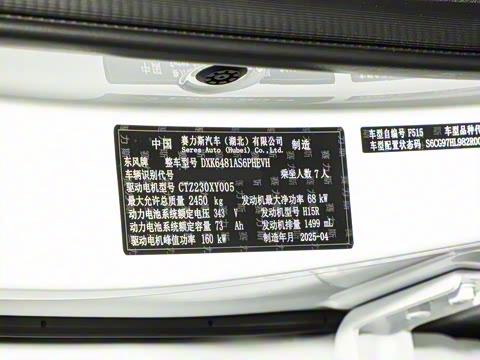 中国 赛力斯汽车（湖北）有限公司 制造
Seres Auto (Hubei) Co.,Ltd.
东风牌 整车型号 DXK6481AS6PHEVH
车辆识别代号 乘坐人数 7人
驱动电机型号 CTZ230XY005
最大允许总质量 2450 kg 发动机最大净功率 68 kW
动力电池系统额定电压 343 V 发动机型号 H15R
动力电池系统额定容量 73 Ah 发动机排量 1499 mL
驱动电机峰值功率 160 kW 制造年月 2025-04
车型自编号 F515 车型品种代
车型配置状态码